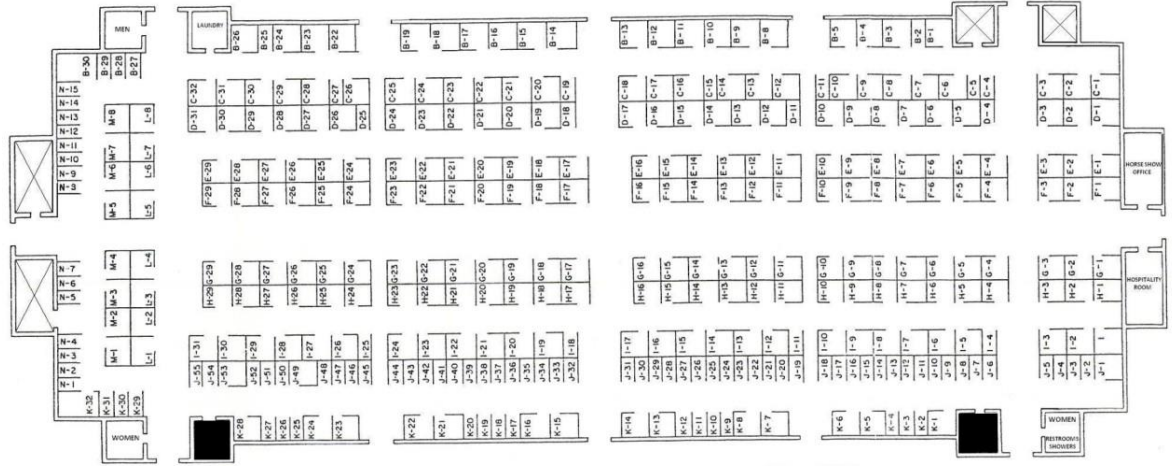 MEN
LAUNDRY
B-30
B-29
B-28
B-27
B-26
B-25
B-24
B-23
B-22
B-19
B-18
B-17
B-16
B-15
B-14
B-13
B-12
B-11
B-10
B-9
B-8
B-5
B-4
B-3
B-2
B-1
N-15
N-14
N-13
N-12
N-11
N-10
N-9
M-8
L-8
M-7
L-7
M-6
L-6
M-5
L-5
C-32
C-31
C-30
C-29
C-28
C-27
C-26
C-25
C-24
C-23
C-22
C-21
C-20
C-19
C-18
C-17
C-16
C-15
C-14
C-13
C-12
C-11
C-10
C-9
C-8
C-7
C-6
C-5
C-4
C-3
C-2
C-1
D-31
D-30
D-29
D-28
D-27
D-26
D-25
D-24
D-23
D-22
D-21
D-20
D-19
D-18
D-17
D-16
D-15
D-14
D-13
D-12
D-11
D-10
D-9
D-8
D-7
D-6
D-5
D-4
D-3
D-2
D-1
E-29
E-28
E-27
E-26
E-25
E-24
E-23
E-22
E-21
E-20
E-19
E-18
E-17
E-16
E-15
E-14
E-13
E-12
E-11
E-10
E-9
E-8
E-7
E-6
E-5
E-4
E-3
E-2
E-1
HORSE SHOW
OFFICE
F-29
F-28
F-27
F-26
F-25
F-24
F-23
F-22
F-21
F-20
F-19
F-18
F-17
F-16
F-15
F-14
F-13
F-12
F-11
F-10
F-9
F-8
F-7
F-6
F-5
F-4
F-3
F-2
F-1
N-7
N-6
N-5
M-4
L-4
M-3
L-3
M-2
L-2
M-1
L-1
G-29
G-28
G-27
G-26
G-25
G-24
G-23
G-22
G-21
G-20
G-19
G-18
G-17
G-16
G-15
G-14
G-13
G-12
G-11
G-10
G-9
G-8
G-7
G-6
G-5
G-4
G-3
G-2
G-1
HOSPITALITY
ROOM
H-29
H-28
H-27
H-26
H-25
H-24
H-23
H-22
H-21
H-20
H-19
H-18
H-17
H-16
H-15
H-14
H-13
H-12
H-11
H-10
H-9
H-8
H-7
H-6
H-5
H-4
H-3
H-2
H-1
N-4
N-3
N-2
N-1
I-31
I-30
I-29
I-28
I-27
I-26
I-25
I-24
I-23
I-22
I-21
I-20
I-19
I-18
I-17
I-16
I-15
I-14
I-13
I-12
I-11
I-10
I-9
I-8
I-7
I-6
I-5
I-4
I-3
I-2
I
J-55
J-54
J-53
J-52
J-51
J-50
J-49
J-48
J-47
J-46
J-45
J-44
J-43
J-42
J-41
J-40
J-39
J-38
J-37
J-36
J-35
J-34
J-33
J-32
J-31
J-30
J-29
J-28
J-27
J-26
J-25
J-24
J-23
J-22
J-21
J-20
J-19
J-18
J-17
J-16
J-15
J-14
J-13
J-12
J-11
J-10
J-9
J-8
J-7
J-6
J-5
J-4
J-3
J-2
J-1
K-32
K-31
K-30
K-29
K-28
K-27
K-26
K-25
K-24
K-23
K-22
K-21
K-20
K-19
K-18
K-17
K-16
K-15
K-14
K-13
K-12
K-11
K-10
K-9
K-8
K-7
K-6
K-5
K-4
K-3
K-2
K-1
WOMEN
WOMEN
RESTROOMS
SHOWERS